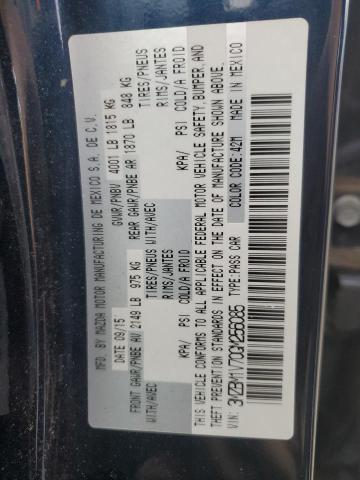 MFD. BY MAZDA MOTOR MANUFACTURING DE MEXICO S.A. DE C.V.
DATE 09/15 GVWR/PNBV 4001 LB 1815 KG
FRONT GAWR/PNBE AV 2149 LB 975 KG REAR GAWR/PNBE AR 1870 LB 848 KG
WITH/AVEC TIRES/PNEUS WITH/AVEC TIRES/PNEUS
RIMS/JANTES RIMS/JANTES
KPA/ PSI COLD/A FROID KPA/ PSI COLD/A FROID
VEHICLE CONFORMS TO ALL APPLICABLE FEDERAL MOTOR VEHICLE SAFETY, BUMPER, AND
THEFT PREVENTION STANDARDS IN EFFECT ON THE DATE OF MANUFACTURE SHOWN ABOVE.
VIN: 3MZBM1V70GM256085 TYPE:PASS CAR COLOR CODE:42M MADE IN MEXICO